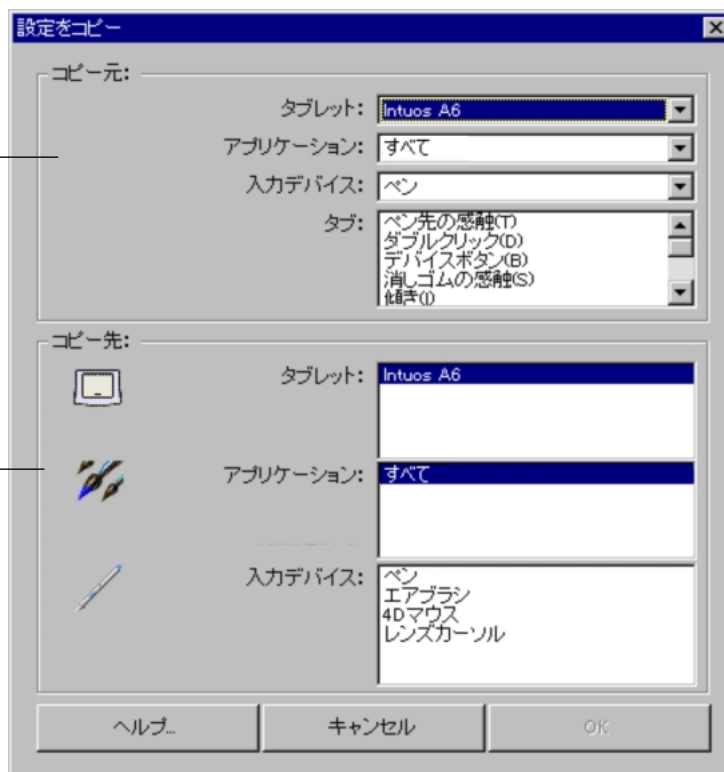 設定をコピー
コピー元:
タブレット: Intuos A6
アプリケーション: すべて
入力デバイス: ペン
タブ: ペン先の感触(T)
ダブルクリック(D)
デバイスボタン(B)
消しゴムの感触(S)
傾き(I)
コピー先:
タブレット: Intuos A6
アプリケーション: すべて
入力デバイス: ペン
エアブラシ
4Dマウス
レンズカーソル
ヘルプ... キャンセル OK